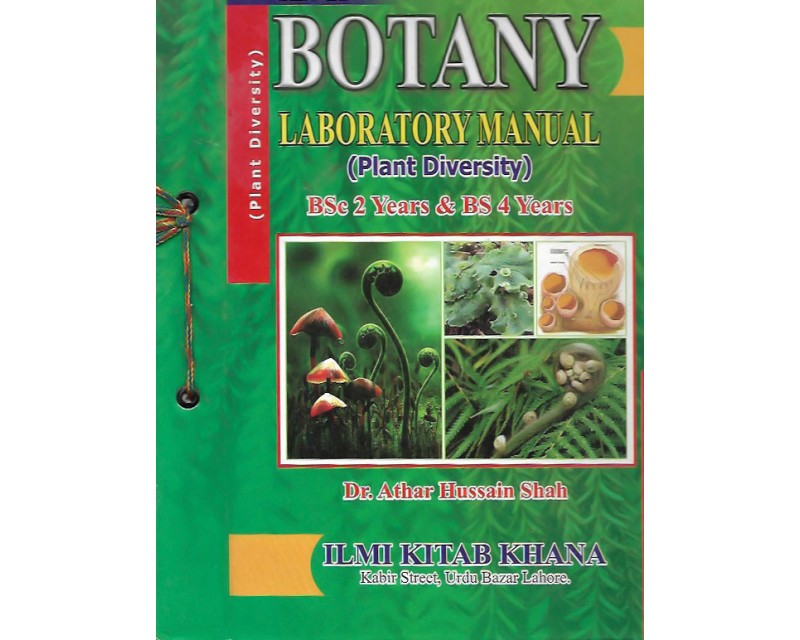 BOTANY
LABORATORY MANUAL
(Plant Diversity)
BSc 2 Years & BS 4 Years
(Plant Diversity)
Dr. Athar Hussain Shah
ILMI KITAB KHANA
Kabir Street, Urdu Bazar Lahore.